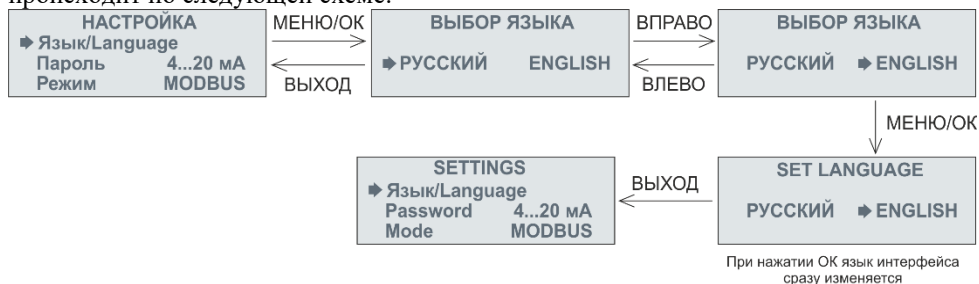 происходит по следующей схеме:
НАСТРОЙКА
Язык/Language
Пароль 4...20 мА
Режим MODBUS
МЕНЮ/ОК
ВЫХОД
ВЫБОР ЯЗЫКА
РУССКИЙ ENGLISH
ВПРАВО
ВЛЕВО
ВЫБОР ЯЗЫКА
РУССКИЙ ENGLISH
МЕНЮ/ОК
SETTINGS
Язык/Language
Password 4...20 мА
Mode MODBUS
ВЫХОД
SET LANGUAGE
РУССКИЙ ENGLISH
При нажатии ОК язык интерфейса
сразу изменяется